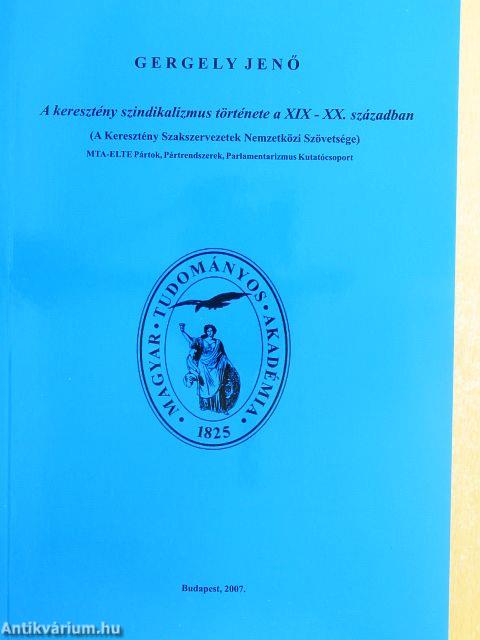 GERGELY JENŐ
A keresztény szindikalizmus története a XIX - XX. században
(A Keresztény Szakszervezetek Nemzetközi Szövetsége)
MTA-ELTE Pártok, Pártrendszerek, Parlamentarizmus Kutatócsoport
MAGYAR · TUDOMÁNYOS · AKADÉMIA ·
1825
Budapest, 2007.
Antikvárium.hu